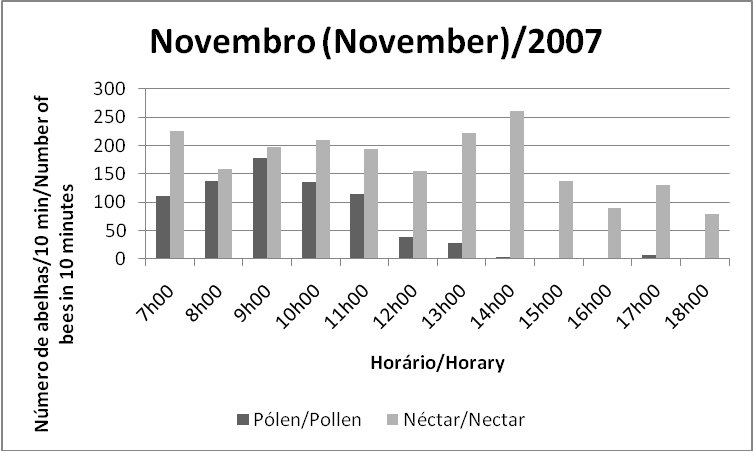 Novembro (November)/2007
Número de abelhas/10 min/Number of
bees in 10 minutes
300
250
200
150
100
50
0
7h00
8h00
9h00
10h00
11h00
12h00
13h00
14h00
15h00
16h00
17h00
18h00
Horário/Horary
Pólen/Pollen
Néctar/Nectar